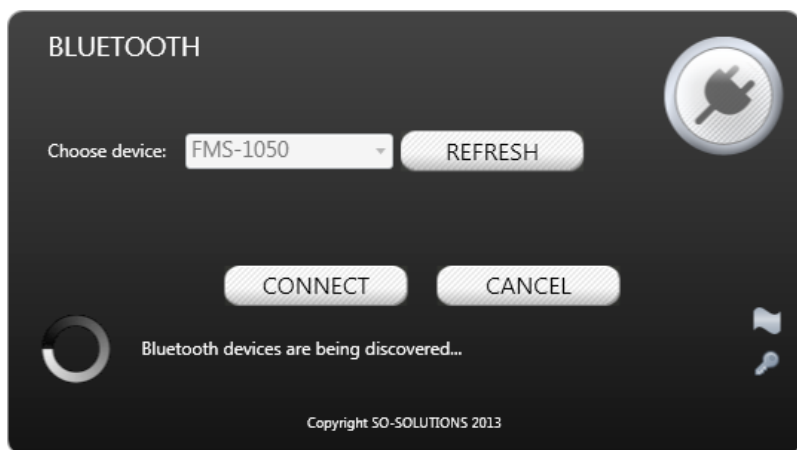 BLUETOOTH
Choose device: FMS-1050 REFRESH
CONNECT CANCEL
Bluetooth devices are being discovered...
Copyright SO-SOLUTIONS 2013